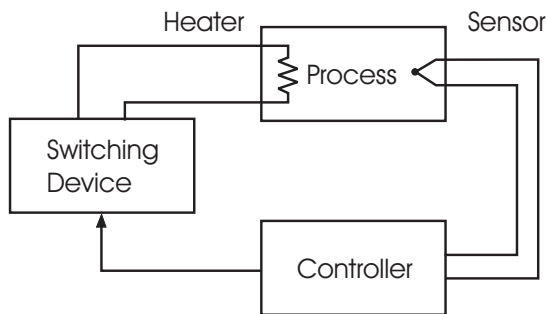 Heater
Sensor
Process
Switching
Device
Controller